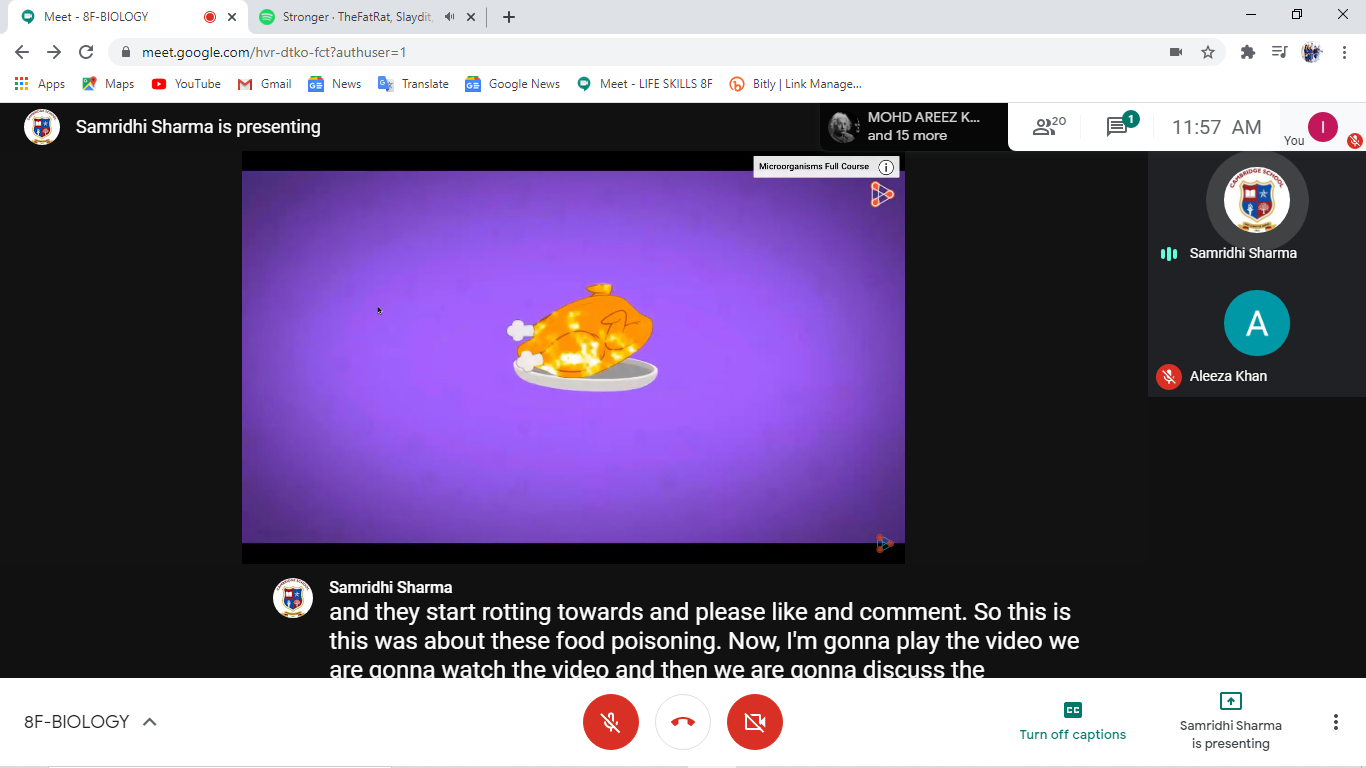 Meet - 8F-BIOLOGY
Stronger · TheFatRat, Slaydit,
meet.google.com/hvr-dtko-fct?authuser=1
Apps
Maps
YouTube
Gmail
News
Translate
Google News
Meet - LIFE SKILLS 8F
Bitly | Link Manage...
Samridhi Sharma is presenting
MOHD AREEZ K...
and 15 more
20
1
11:57 AM
You
I
Microorganisms Full Course
CAMBRIDGE SCHOOL
Samridhi Sharma
A
Aleeza Khan
Samridhi Sharma
and they start rotting towards and please like and comment. So this is
this was about these food poisoning. Now, I'm gonna play the video we
are gonna watch the video and then we are gonna discuss the
8F-BIOLOGY
CC
Turn off captions
Samridhi Sharma
is presenting